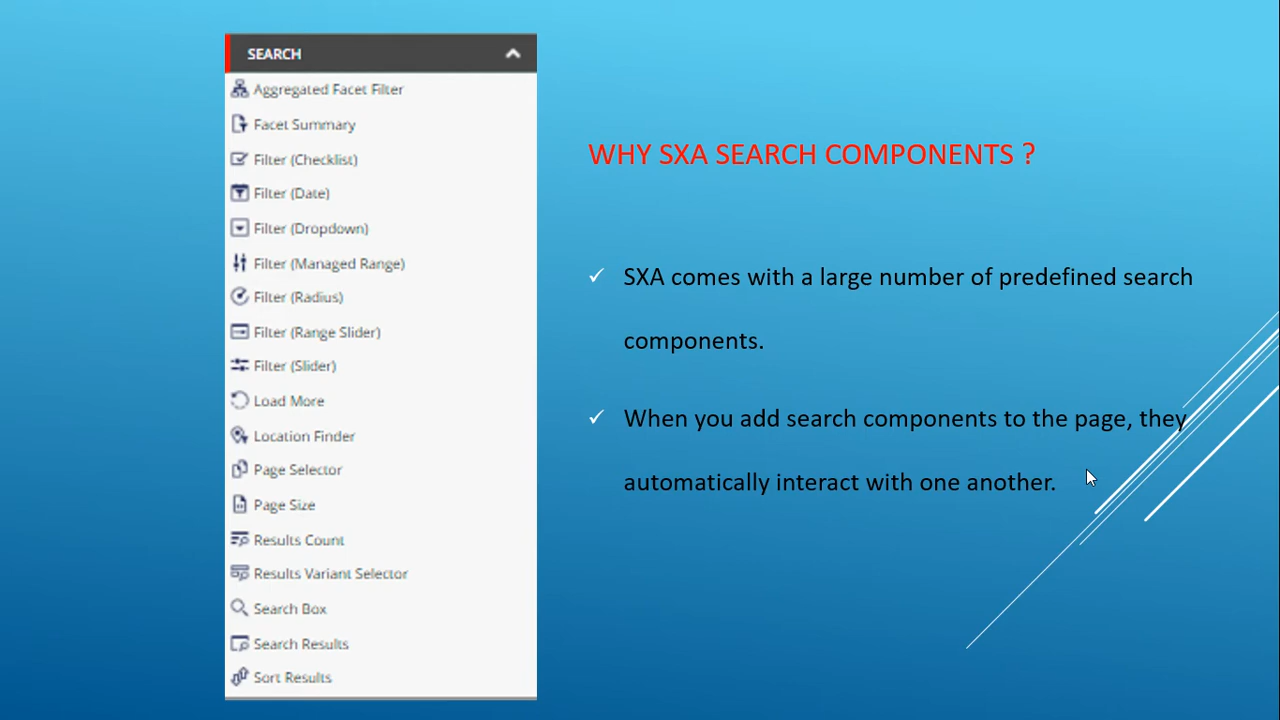 SEARCH
Aggregated Facet Filter
Facet Summary
Filter (Checklist)
Filter (Date)
Filter (Dropdown)
Filter (Managed Range)
Filter (Radius)
Filter (Range Slider)
Filter (Slider)
Load More
Location Finder
Page Selector
Page Size
Results Count
Results Variant Selector
Search Box
Search Results
Sort Results
WHY SXA SEARCH COMPONENTS ?
SXA comes with a large number of predefined search
components.
When you add search components to the page, they
automatically interact with one another.